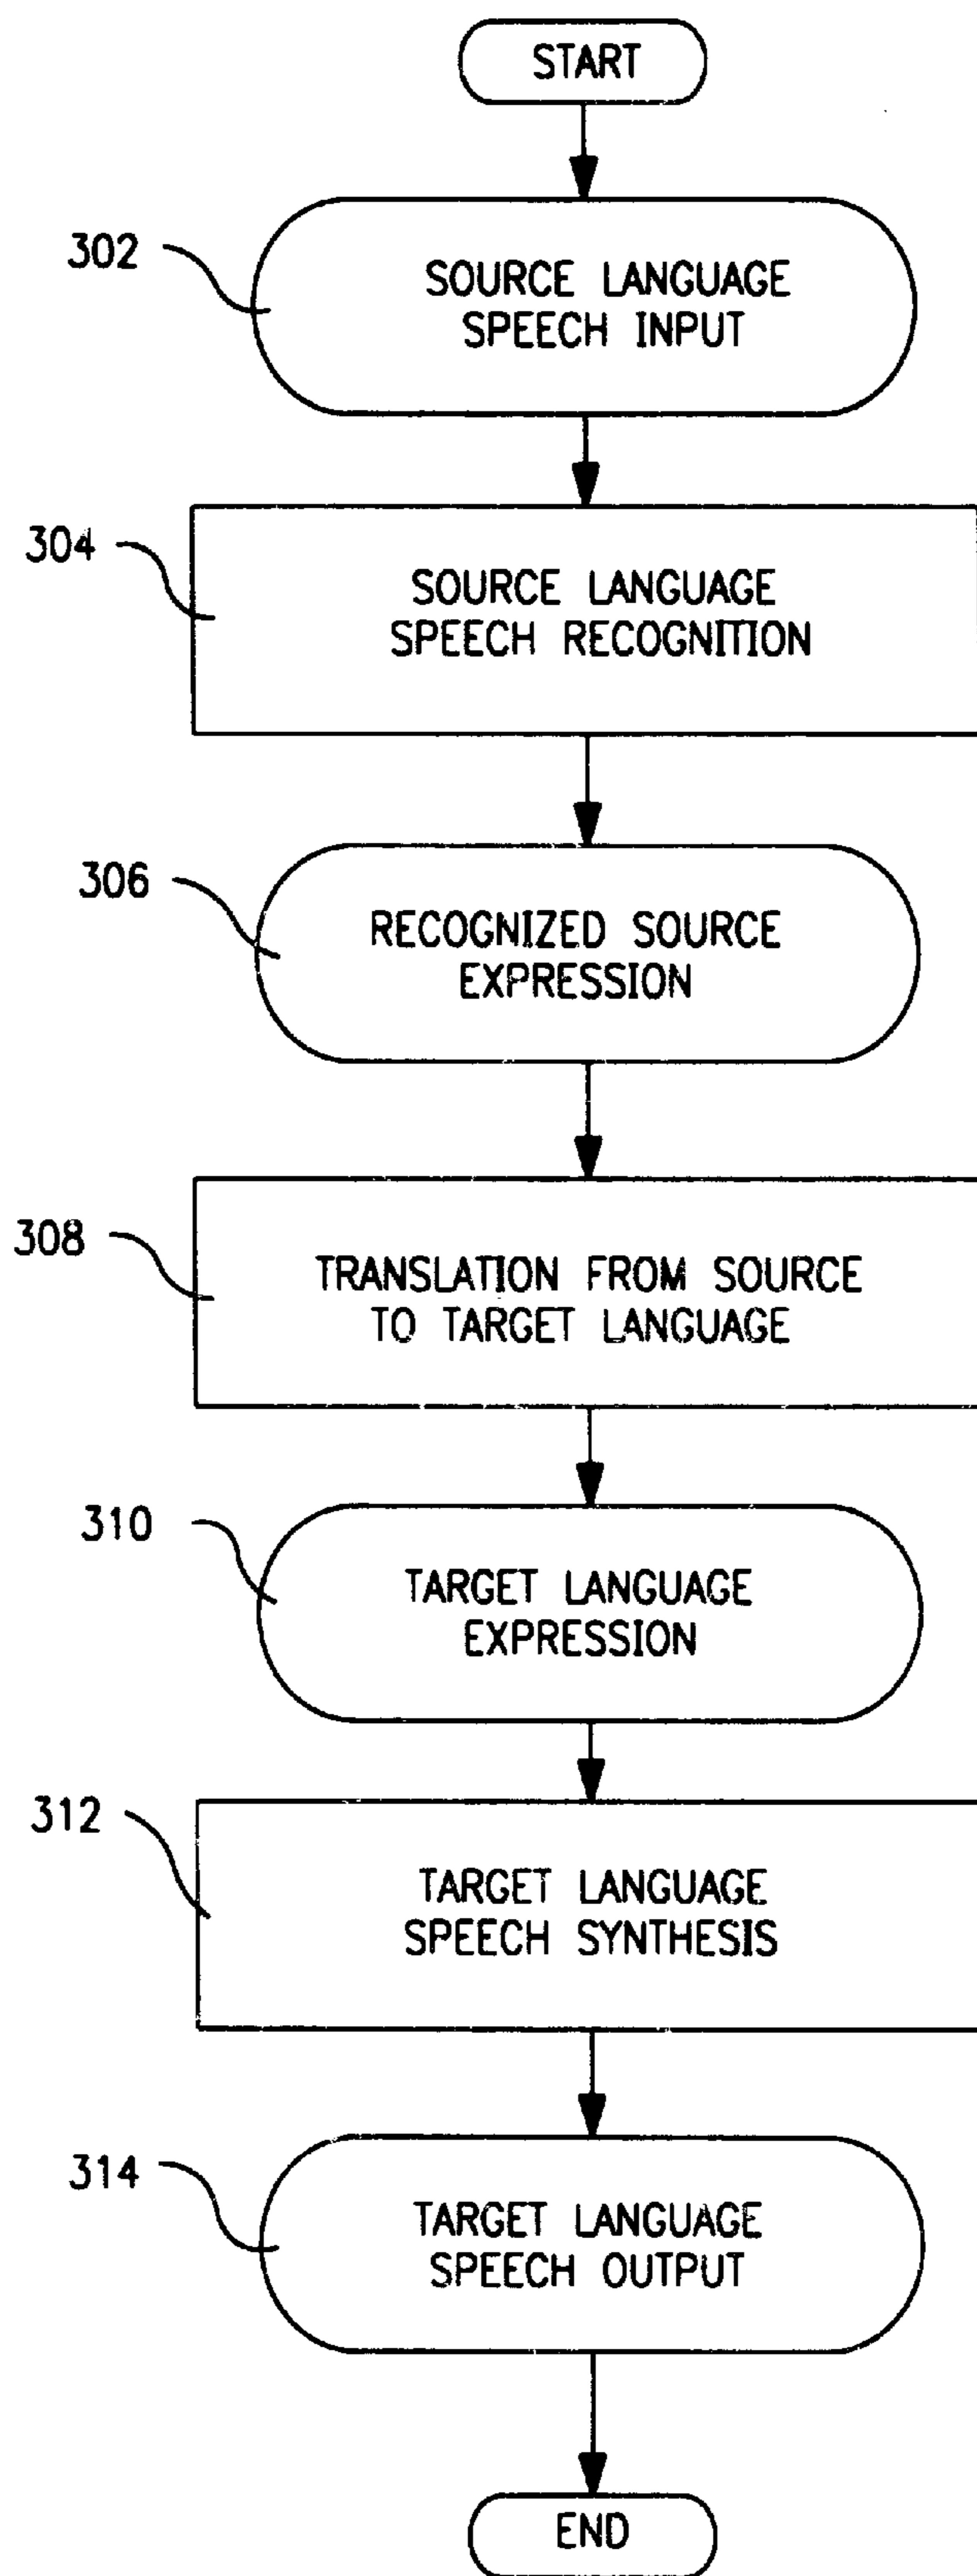 START
302
SOURCE LANGUAGE
SPEECH INPUT
304
SOURCE LANGUAGE
SPEECH RECOGNITION
306
RECOGNIZED SOURCE
EXPRESSION
308
TRANSLATION FROM SOURCE
TO TARGET LANGUAGE
310
TARGET LANGUAGE
EXPRESSION
312
TARGET LANGUAGE
SPEECH SYNTHESIS
314
TARGET LANGUAGE
SPEECH OUTPUT
END